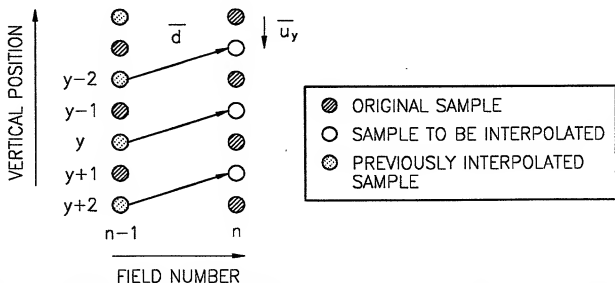 VERTICAL POSITION
d
u_y
y-2
y-1
y
y+1
y+2
n-1
n
FIELD NUMBER
ORIGINAL SAMPLE
SAMPLE TO BE INTERPOLATED
PREVIOUSLY INTERPOLATED
SAMPLE